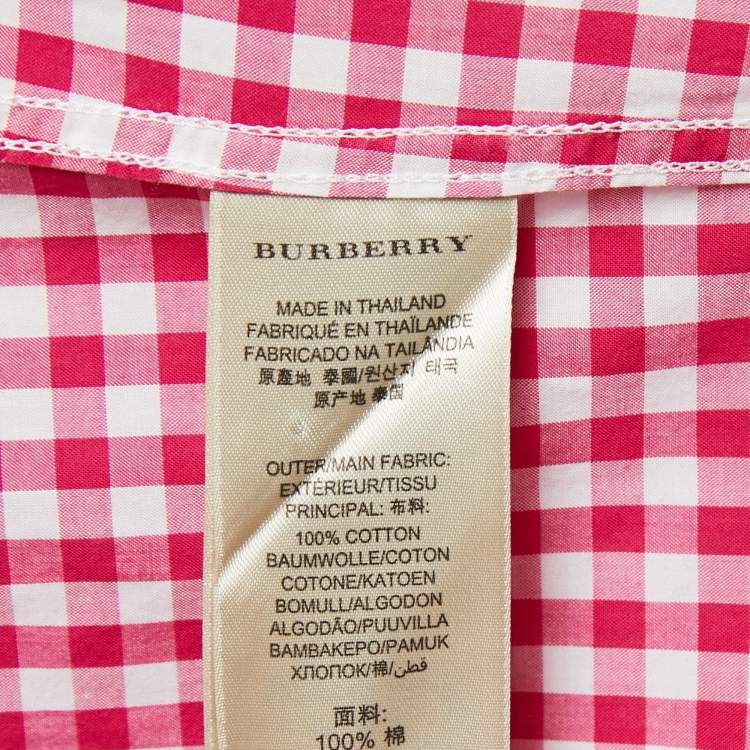 BURBERRY
MADE IN THAILAND
FABRIQUÉ EN THAÏLANDE
FABRICADO NA TAILÂNDIA
原產地 泰國/원산지 태국
原产地 泰国
OUTER/MAIN FABRIC:
EXTÉRIEUR/TISSU
PRINCIPAL: 布料:
100% COTTON
BAUMWOLLE/COTON
COTONE/KATOEN
BOMULL/ALGODON
ALGODÃO/PUUVILLA
BAMBAKEPO/PAMUK
ХЛОПОК/棉/قطن/
面料:
100% 棉